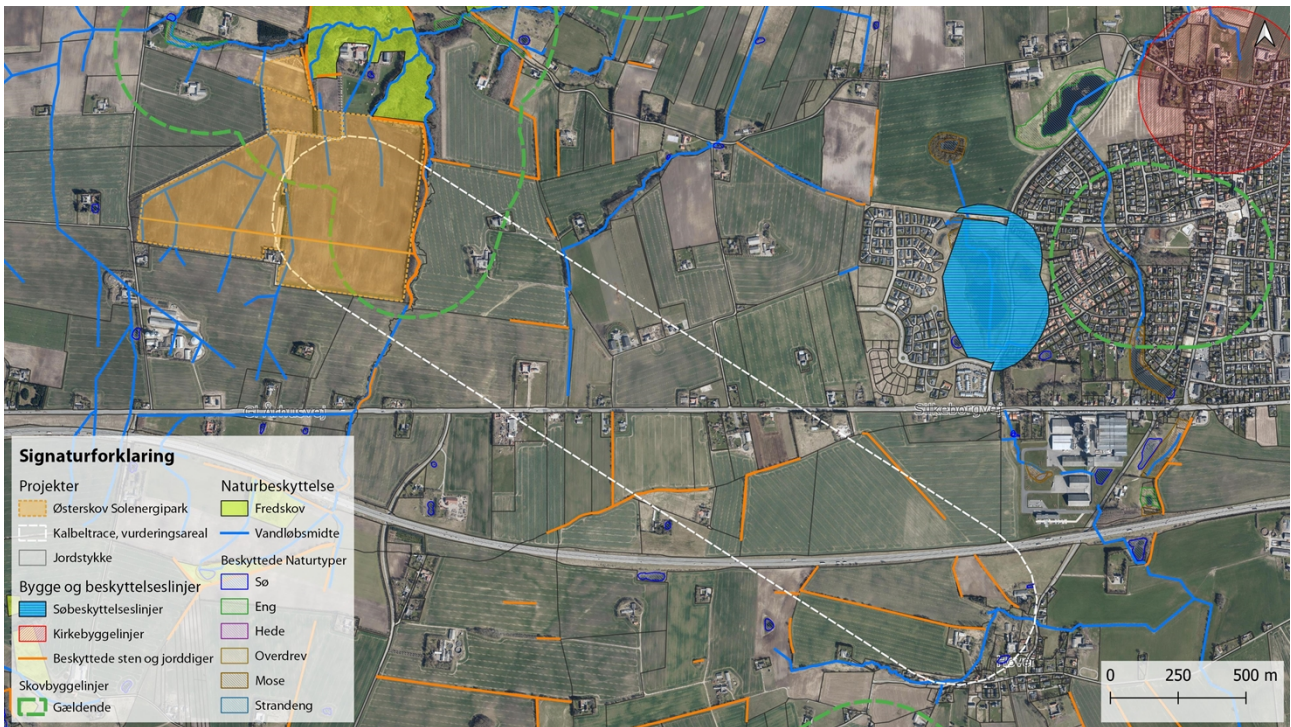 Signaturforklaring
Projekter
Østerskov Solenergipark
Kalbeltrace, vurderingsareal
Jordstykke
Bygge og beskyttelseslinjer
Søbeskyttelseslinjer
Kirkebyggelinjer
Beskyttede sten og jorddiger
Skovbyggelinjer
Gældende
Naturbeskyttelse
Fredskov
Vandløbsmidte
Beskyttede Naturtyper
Sø
Eng
Hede
Overdrev
Mose
Strandeng
Silkeborgvej
0 250 500 m